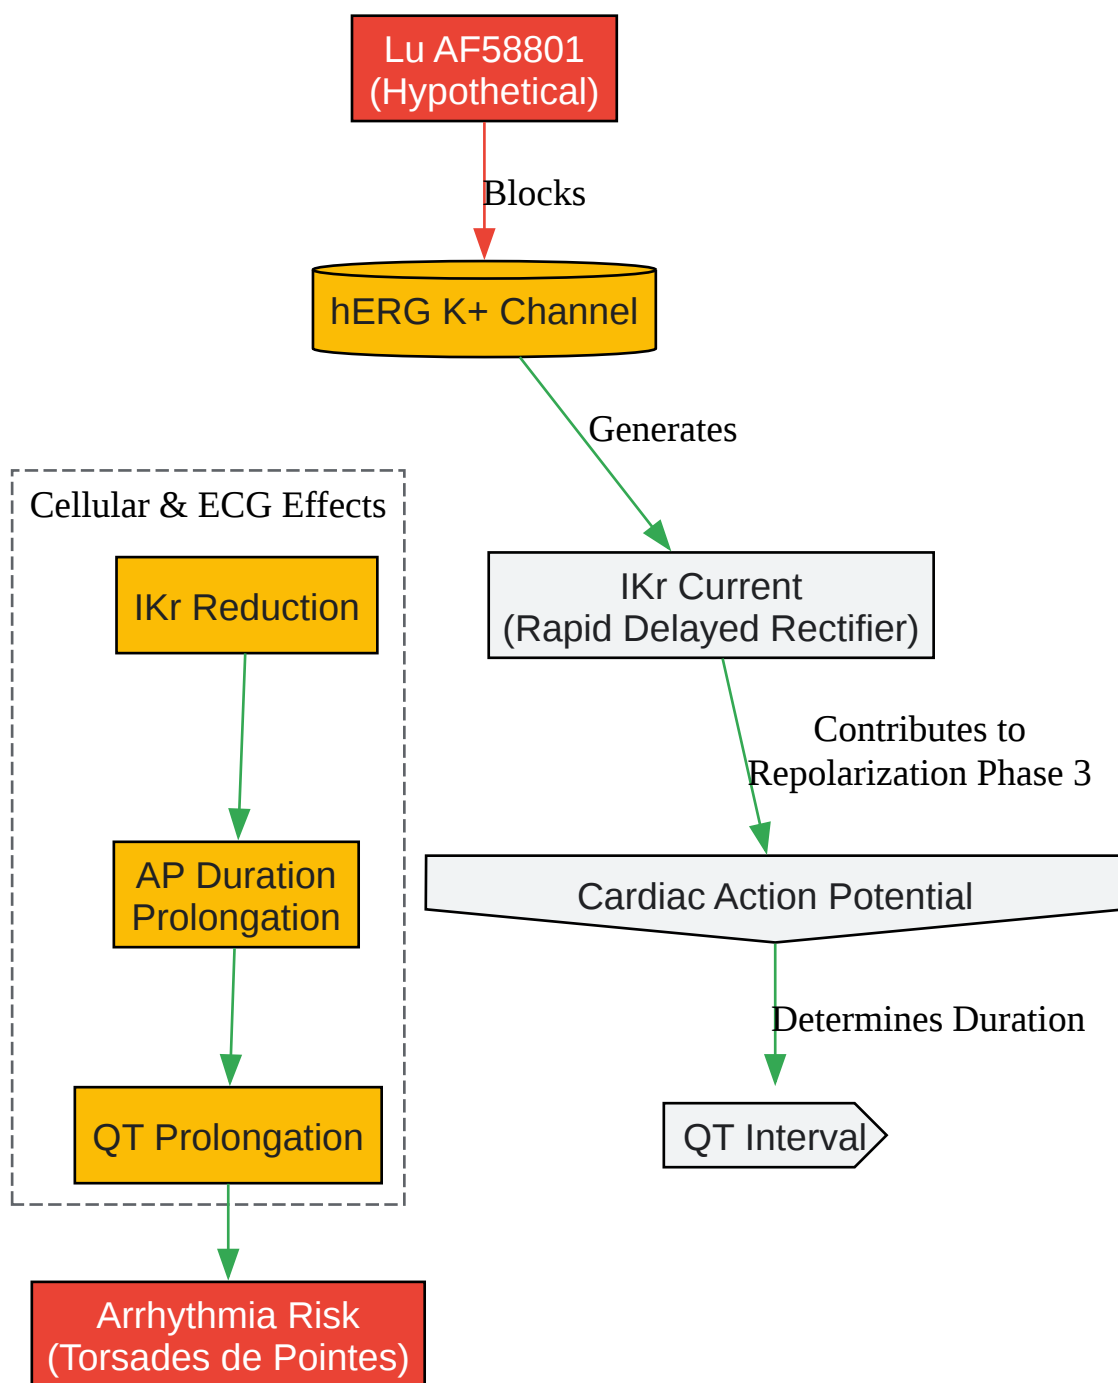 Lu AF58801
(Hypothetical)
Blocks
hERG K+ Channel
Generates
Cellular & ECG Effects
IKr Reduction
IKr Current
(Rapid Delayed Rectifier)
Contributes to
Repolarization Phase 3
AP Duration
Prolongation
Cardiac Action Potential
Determines Duration
QT Prolongation
QT Interval
Arrhythmia Risk
(Torsades de Pointes)